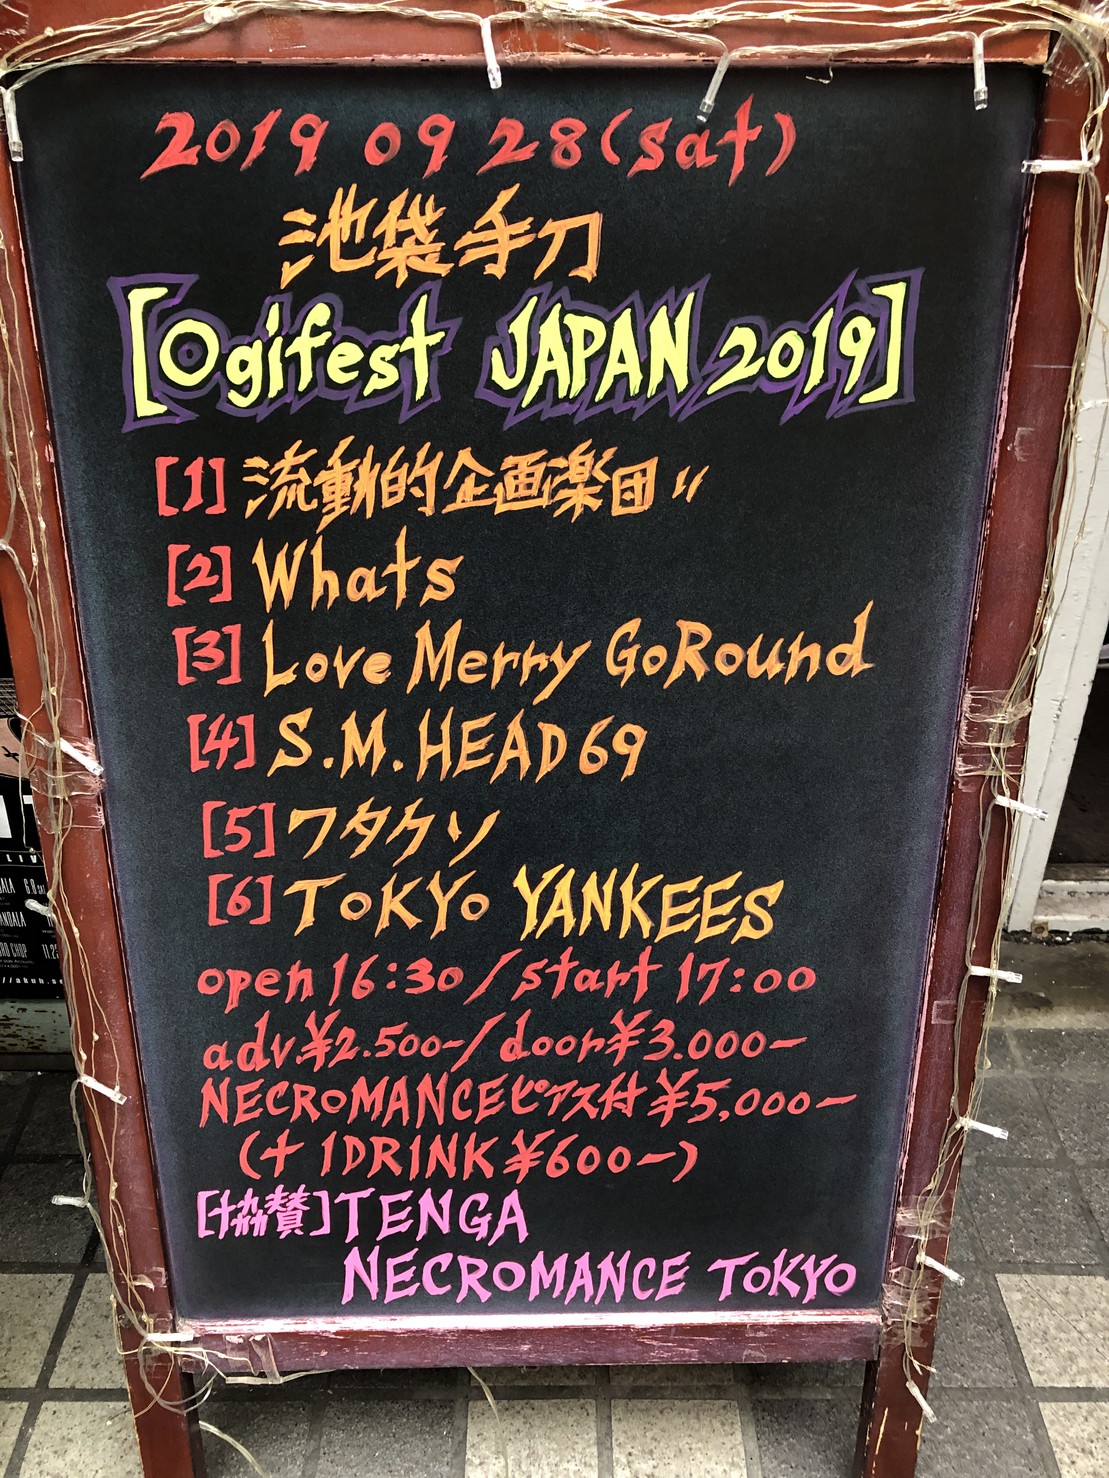 2019 09 28(sat)
池袋手刀
[Ogifest JAPAN 2019]
[1] 流動的企画楽団〃
[2] Whats
[3] Love Merry GoRound
[4] S.M.HEAD 69
[5] ワタクソ
[6] ToKYo YANKEES
open 16:30/start 17:00
adv.¥2.500-/door¥3.000-
NECRoMANCEピアス付¥5,000-
(+1DRINK¥600-)
[協賛]TENGA
NECROMANCE ToKYO